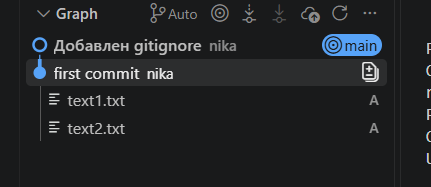 Graph Auto
Добавлен gitignore nika main
first commit nika
text1.txt A
text2.txt A